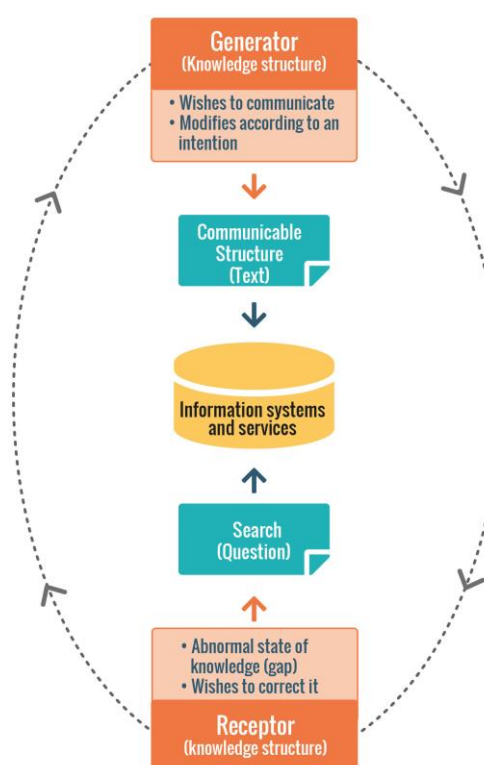 Generator
(Knowledge structure)
• Wishes to communicate
• Modifies according to an
intention
Communicable
Structure
(Text)
Information systems
and services
Search
(Question)
• Abnormal state of
knowledge (gap)
• Wishes to correct it
Receptor
(knowledge structure)